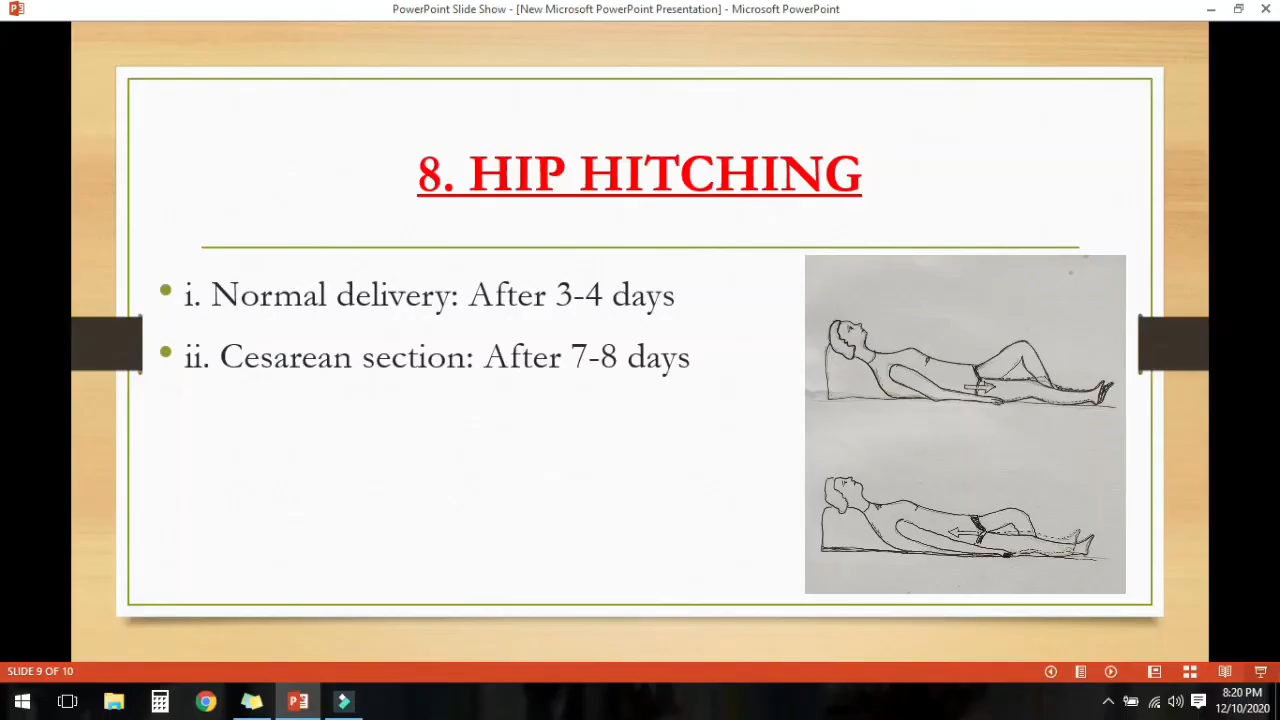 PowerPoint Slide Show - [New Microsoft PowerPoint Presentation] - Microsoft PowerPoint
8. HIP HITCHING
i. Normal delivery: After 3-4 days
ii. Cesarean section: After 7-8 days
SLIDE 9 OF 10
8:20 PM
12/10/2020